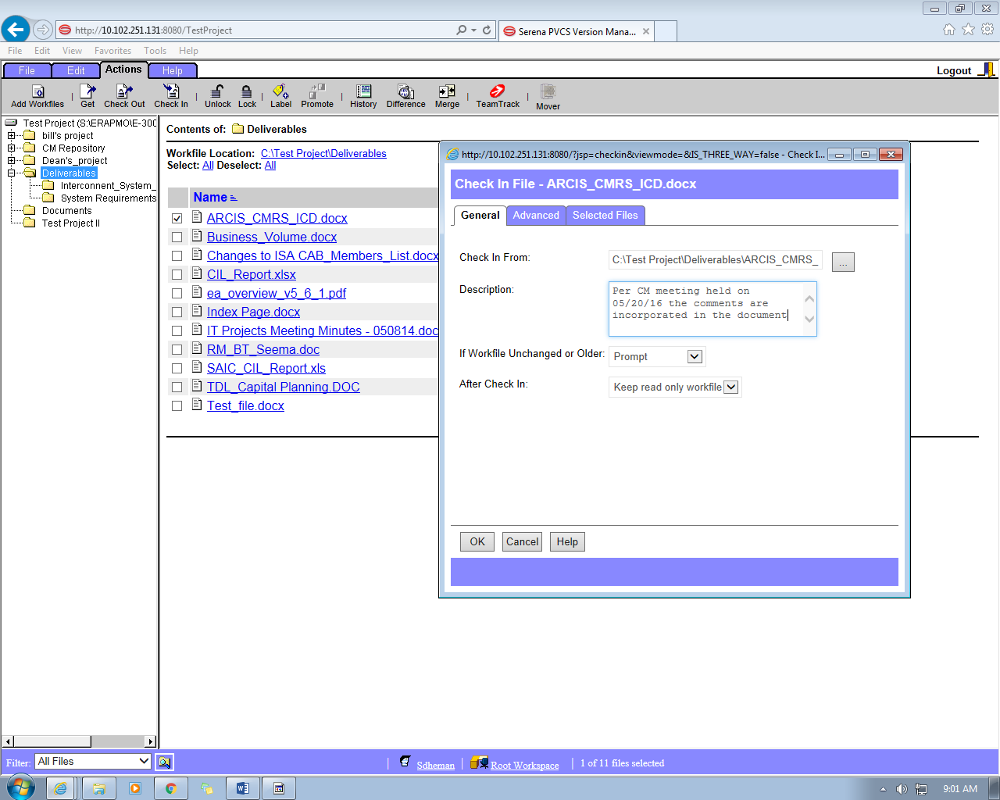 http://10.102.251.131:8080/TestProject
Serena PVCS Version Mana...
File Edit View Favorites Tools Help
File Edit Actions Help
Logout
Add Workfiles Get Check Out Check In Unlock Lock Label Promote History Difference Merge TeamTrack Mover
Test Project (S:\ERAPMO\E-300
bill's project
CM Repository
Dean's_project
Deliverables
Interconnent_System_
System Requirements
Documents
Test Project II
Contents of: Deliverables
Workfile Location: C:\Test Project\Deliverables
Select: All Deselect: All
Name
ARCIS_CMRS_ICD.docx
Business_Volume.docx
Changes to ISA CAB_Members_List.docx
CIL_Report.xlsx
ea_overview_v5_6_1.pdf
Index Page.docx
IT Projects Meeting Minutes - 050814.doc
RM_BT_Seema.doc
SAIC_CIL_Report.xls
TDL_Capital Planning.DOC
Test_file.docx
http://10.102.251.131:8080/?jsp=checkin&viewmode=&IS_THREE_WAY=false - Check I...
Check In File - ARCIS_CMRS_ICD.docx
General Advanced Selected Files
Check In From: C:\Test Project\Deliverables\ARCIS_CMRS_ ...
Description: Per CM meeting held on
05/20/16 the comments are
incorporated in the document
If Workfile Unchanged or Older: Prompt
After Check In: Keep read only workfile
OK Cancel Help
Filter: All Files
Sdheman Root Workspace 1 of 11 files selected
9:01 AM